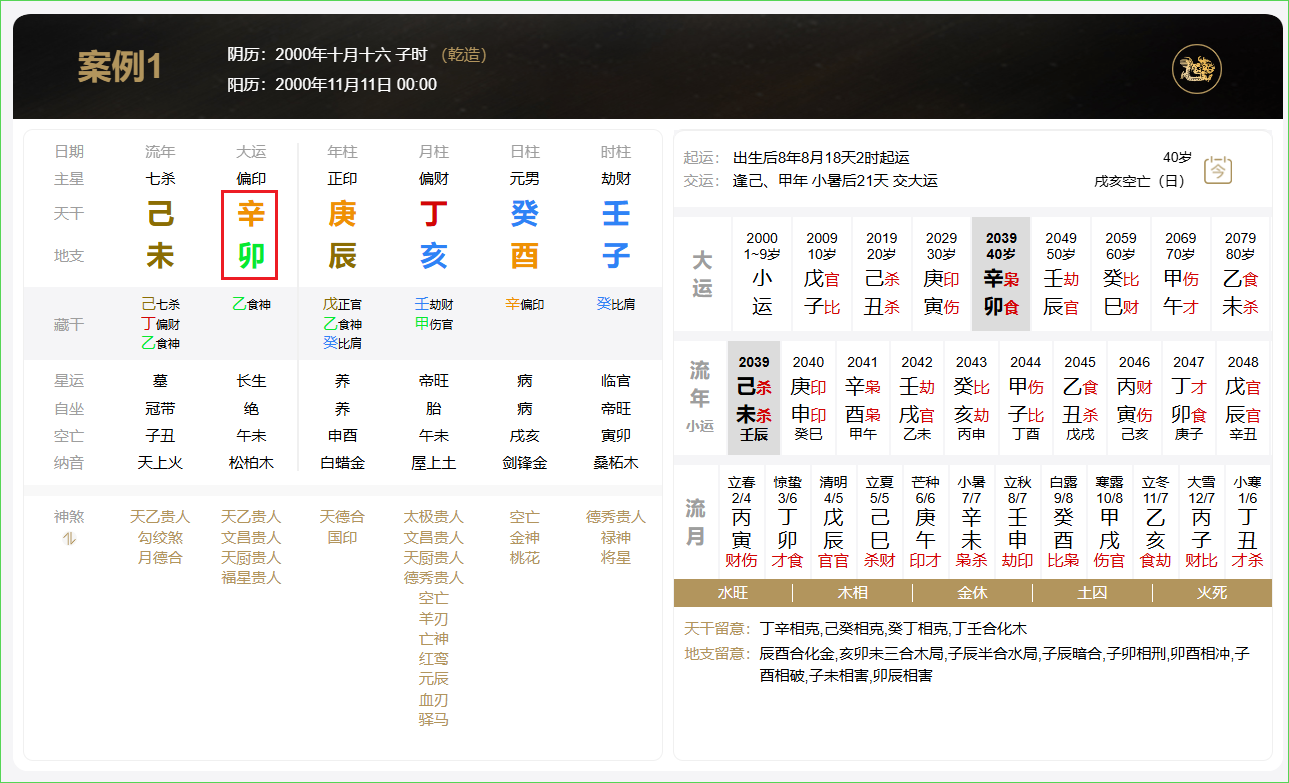 案例1
阴历：2000年十月十六 子时 （乾造）
阳历：2000年11月11日 00:00
日期 流年 大运 年柱 月柱 日柱 时柱
主星 七杀 偏印 正印 偏财 元男 劫财
天干 己 辛 庚 丁 癸 壬
地支 未 卯 辰 亥 酉 子
藏干 己七杀 乙食神 戊正官 壬劫财 辛偏印 癸比肩
丁偏财 乙食神 甲伤官
乙食神 癸比肩
星运 墓 长生 养 帝旺 病 临官
自坐 冠带 绝 养 胎 病 帝旺
空亡 子丑 午未 申酉 午未 戌亥 寅卯
纳音 天上火 松柏木 白蜡金 屋上土 剑锋金 桑柘木
神煞 天乙贵人 天乙贵人 天德合 太极贵人 空亡 德秀贵人
勾绞煞 文昌贵人 国印 文昌贵人 金神 禄神
月德合 天厨贵人 天厨贵人 桃花 将星
福星贵人 德秀贵人
空亡
羊刃
亡神
红鸾
元辰
血刃
驿马
起运： 出生后8年8月18天2时起运 40岁
交运： 逢己、甲年 小暑后21天 交大运 戌亥空亡（日）
今
大运
2000 2009 2019 2029 2039 2049 2059 2069 2079
1~9岁 10岁 20岁 30岁 40岁 50岁 60岁 70岁 80岁
小 戊官 己杀 庚印 辛枭 壬劫 癸比 甲伤 乙食
运 子比 丑杀 寅伤 卯食 辰官 巳财 午才 未杀
流年
小运
2039 2040 2041 2042 2043 2044 2045 2046 2047 2048
己杀 庚印 辛枭 壬劫 癸比 甲伤 乙食 丙财 丁才 戊官
未杀 申印 酉枭 戌官 亥劫 子比 丑杀 寅伤 卯食 辰官
壬辰 癸巳 甲午 乙未 丙申 丁酉 戊戌 己亥 庚子 辛丑
流月
立春 惊蛰 清明 立夏 芒种 小暑 立秋 白露 寒露 立冬 大雪 小寒
2/4 3/6 4/5 5/5 6/6 7/7 8/7 9/8 10/8 11/7 12/7 1/6
丙 丁 戊 己 庚 辛 壬 癸 甲 乙 丙 丁
寅 卯 辰 巳 午 未 申 酉 戌 亥 子 丑
财伤 才食 官官 杀财 印才 枭杀 劫印 比枭 伤官 食劫 财比 才杀
水旺 木相 金休 土囚 火死
天干留意： 丁辛相克,己癸相克,癸丁相克,丁壬合化木
地支留意： 辰酉合化金,亥卯未三合木局,子辰半合水局,子辰暗合,子卯相刑,卯酉相冲,子
酉相破,子未相害,卯辰相害